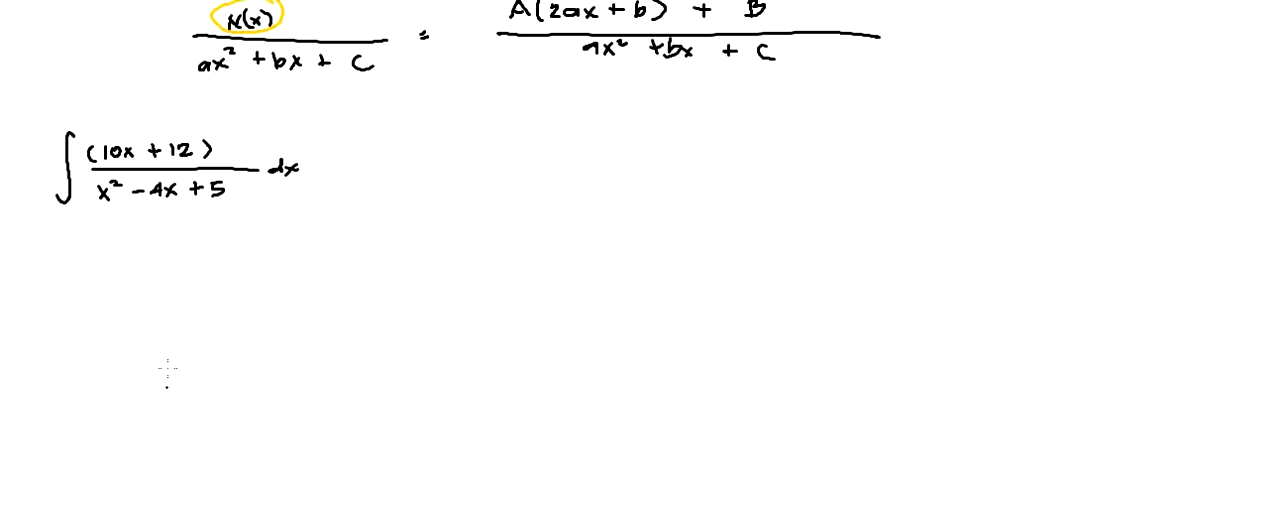 N(x) / ax² + bx + C = A(2ax + b) + B / ax² + bx + C
∫ (10x + 12) / x² - 4x + 5 dx